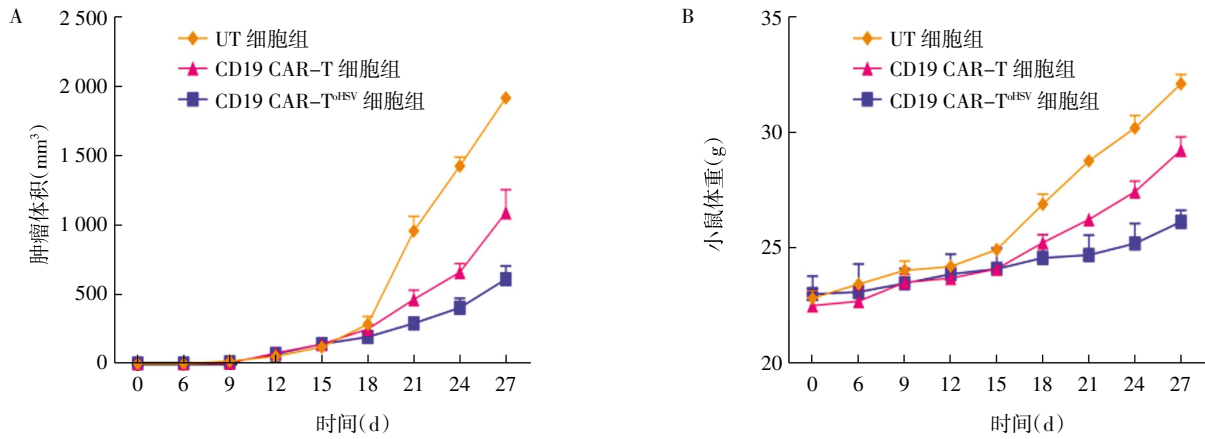 A
肿瘤体积(mm³)
2 500
2 000
1 500
1 000
500
0
UT 细胞组
CD19 CAR-T 细胞组
CD19 CAR-Tᵒᴴˢⱽ 细胞组
0 6 9 12 15 18 21 24 27
时间(d)
B
小鼠体重(g)
35
30
25
20
UT 细胞组
CD19 CAR-T 细胞组
CD19 CAR-Tᵒᴴˢⱽ 细胞组
0 6 9 12 15 18 21 24 27
时间(d)